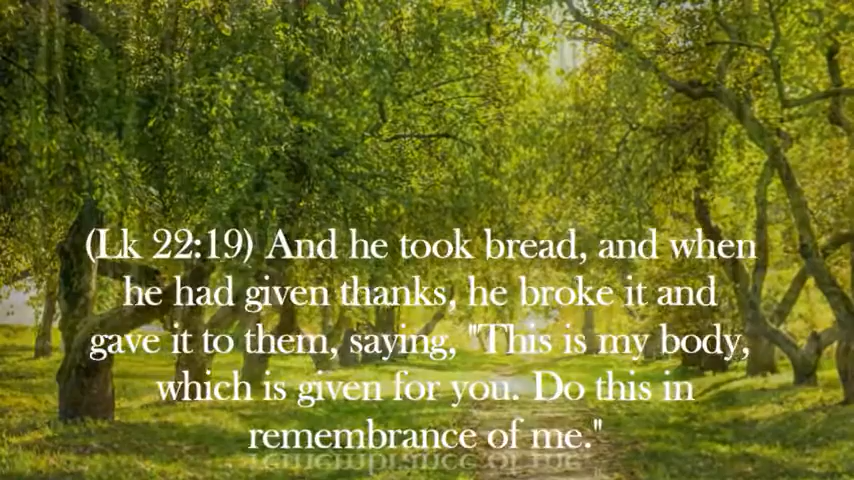 (Lk 22:19) And he took bread, and when
he had given thanks, he broke it and
gave it to them, saying, "This is my body,
which is given for you. Do this in
remembrance of me."